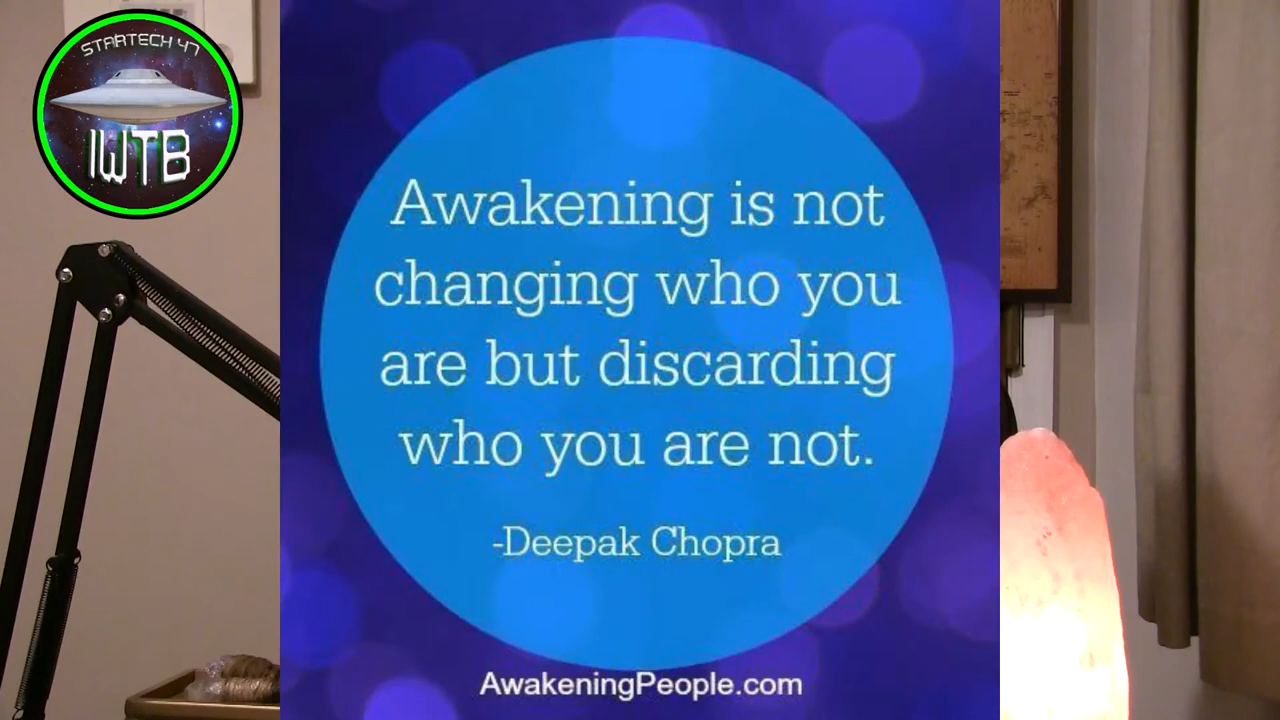 STARTECH 47
IWTB
Awakening is not
changing who you
are but discarding
who you are not.
-Deepak Chopra
AwakeningPeople.com